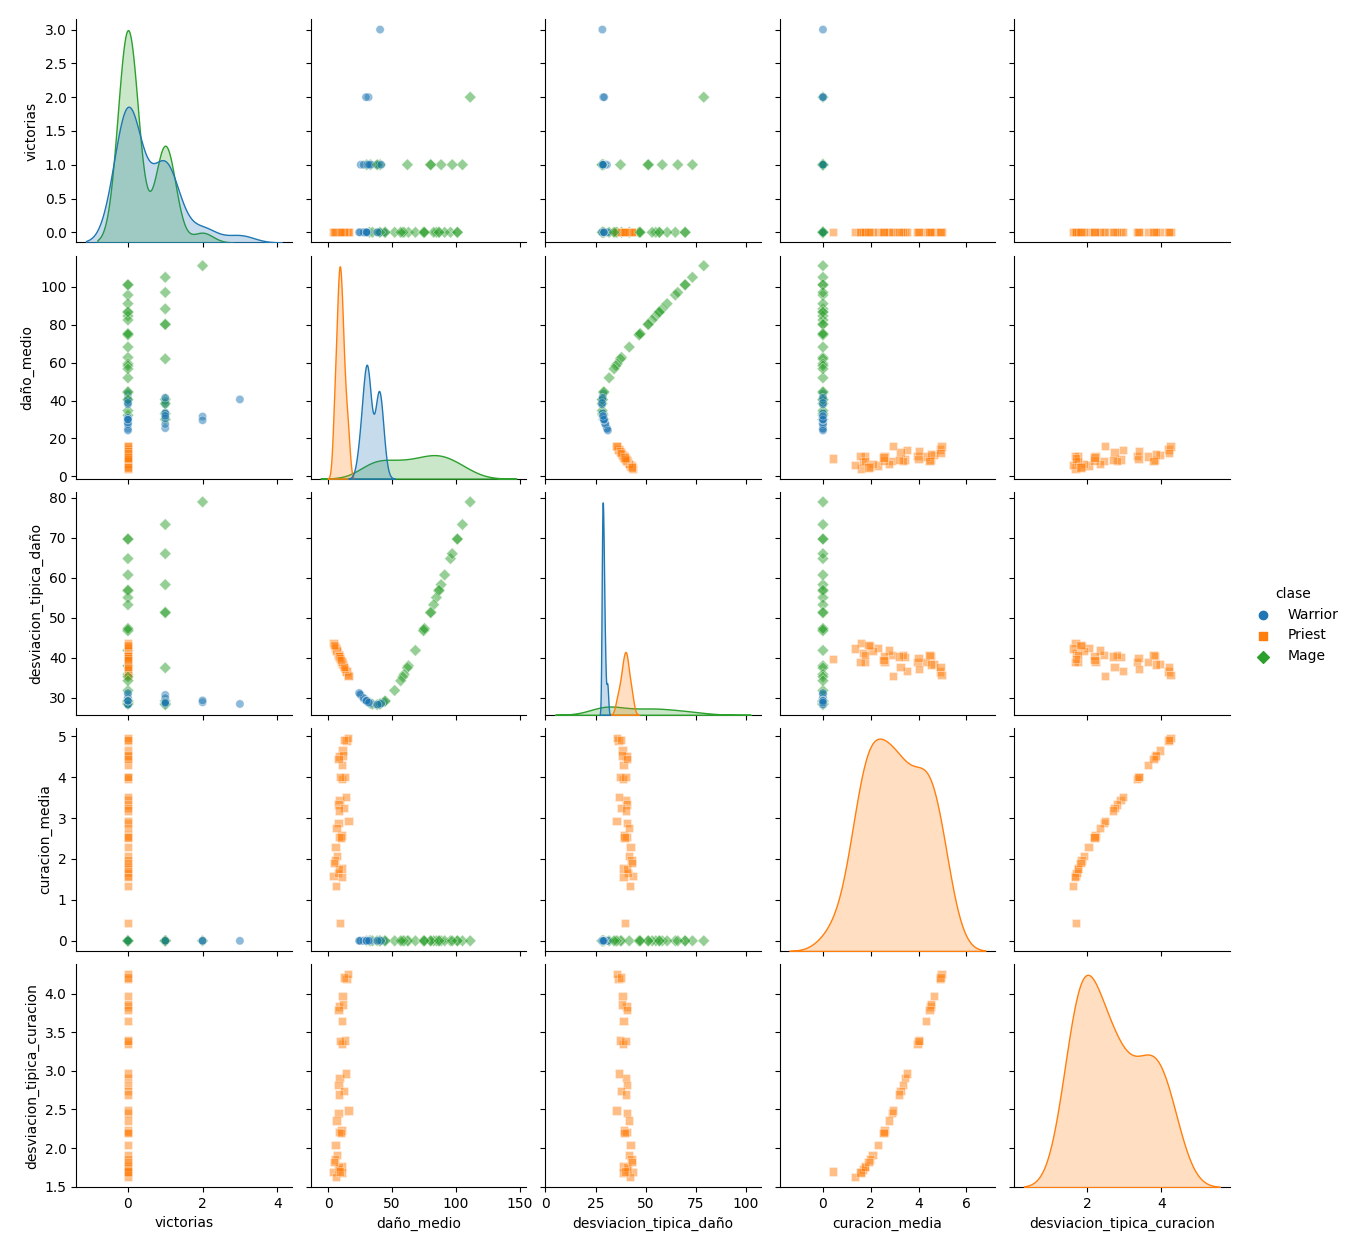 3.0
2.5
2.0
1.5
1.0
0.5
0.0
victorias
100
80
60
40
20
0
daño_medio
80
70
60
50
40
30
desviacion_tipica_daño
clase
Warrior
Priest
Mage
5
4
3
2
1
0
curacion_media
4.0
3.5
3.0
2.5
2.0
1.5
desviacion_tipica_curacion
0 2 4
0 50 100 150
0 25 50 75 100
0 2 4 6
2 4
victorias
daño_medio
desviacion_tipica_daño
curacion_media
desviacion_tipica_curacion